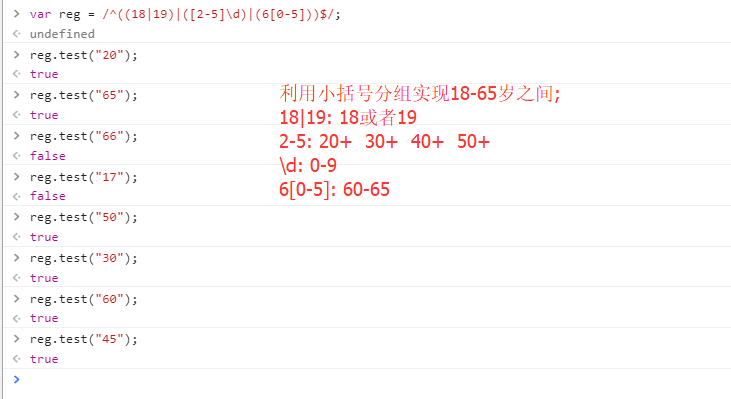 var reg = /^((18|19)|([2-5]\d)|(6[0-5]))$/;
undefined
reg.test("20");
true
reg.test("65");
true
reg.test("66");
false
reg.test("17");
false
reg.test("50");
true
reg.test("30");
true
reg.test("60");
true
reg.test("45");
true
利用小括号分组实现18-65岁之间;
18|19: 18或者19
2-5: 20+ 30+ 40+ 50+
\d: 0-9
6[0-5]: 60-65